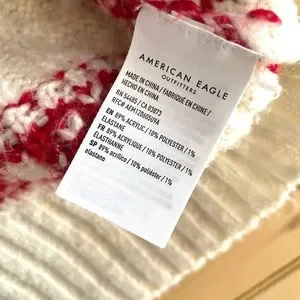 AMERICAN EAGLE
OUTFITTERS
MADE IN CHINA / FABRIQUÉ EN CHINE /
HECHO EN CHINA
RN 54485 / CA 03873
EN 89% ACRYLIC / 10% POLYESTER / 1%
ELASTANE
FR 89% ACRYLIQUE / 10% POLYESTER / 1%
ELASTHANNE
SP 89% acrílico / 10% poliéster / 1%
elastano